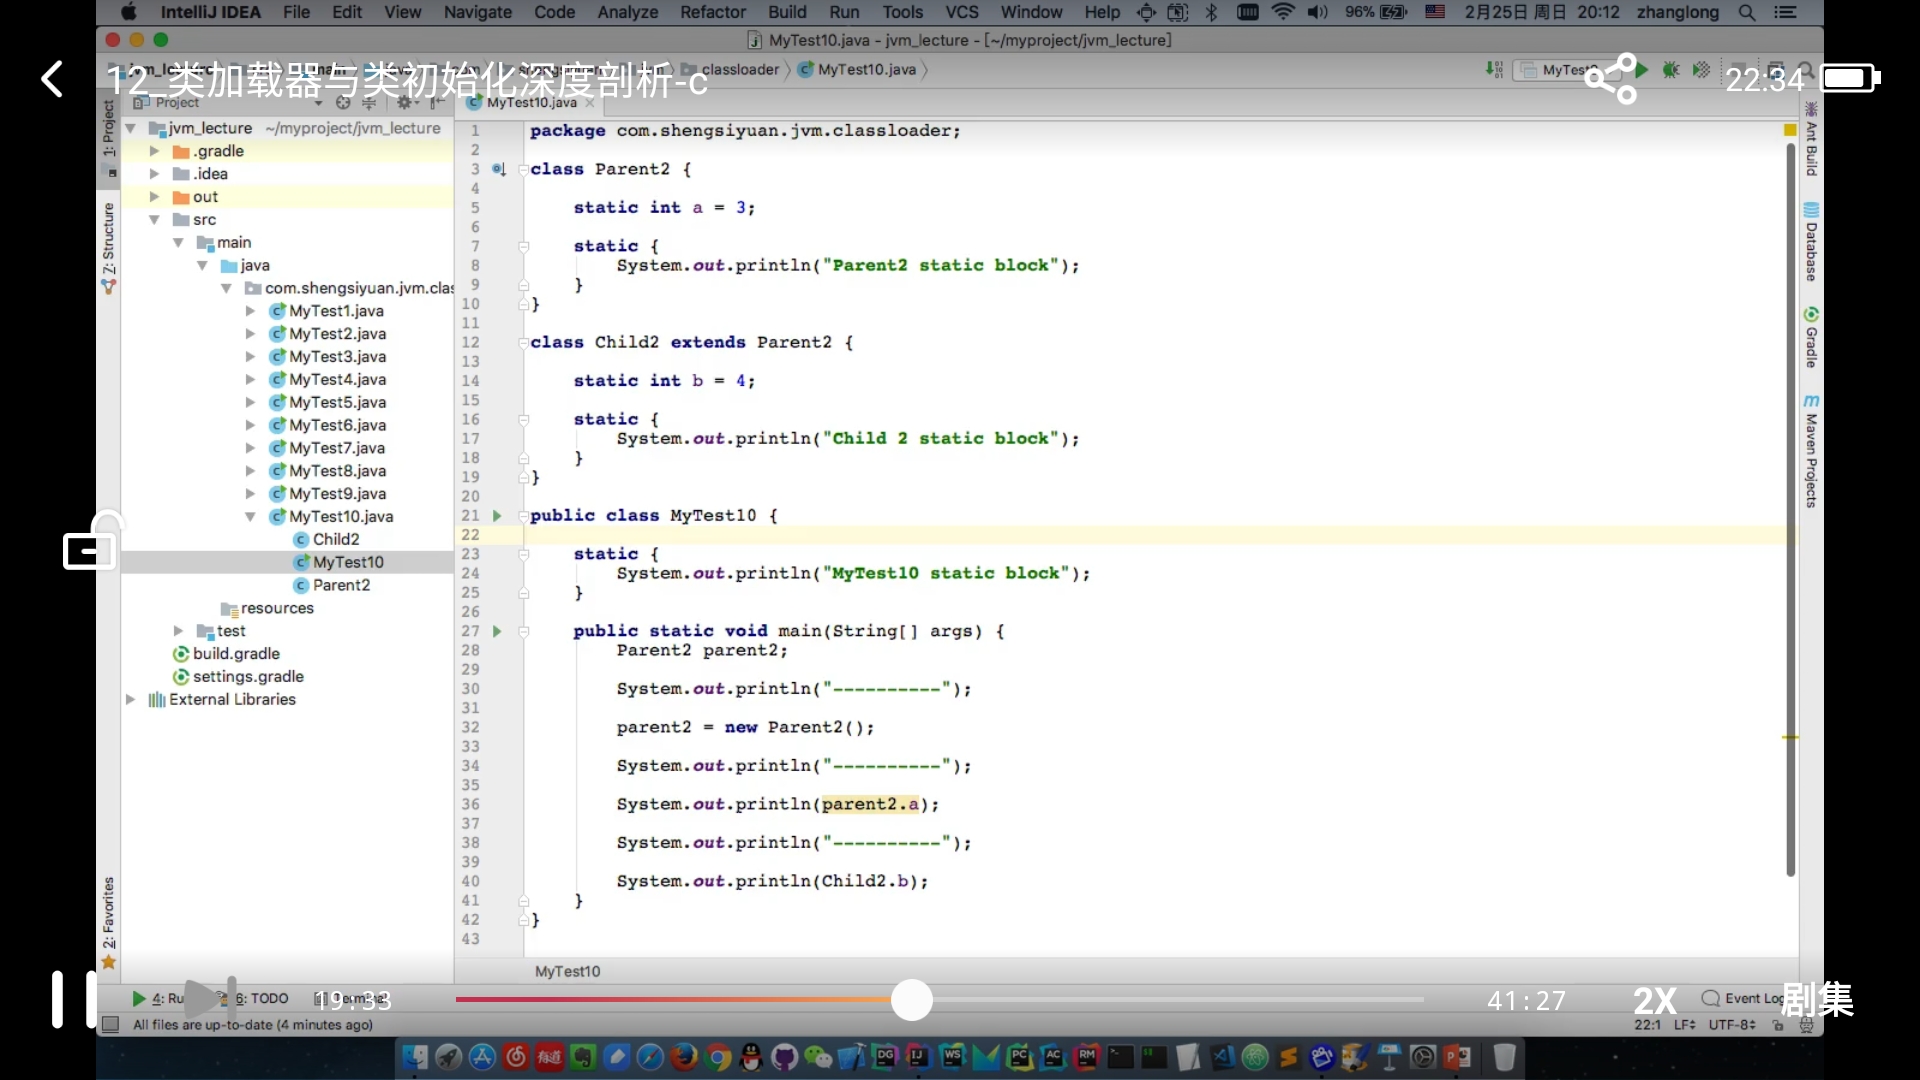 IntelliJ IDEA File Edit View Navigate Code Analyze Refactor Build Run Tools VCS Window Help 96% 2月25日 周日 20:12 zhanglong
MyTest10.java - jvm_lecture - [~/myproject/jvm_lecture]
12_类加载器与类初始化深度剖析-c
classloader MyTest10.java
22:34
Project
MyTest10.java
1: Project
Z: Structure
2: Favorites
jvm_lecture ~/myproject/jvm_lecture
.gradle
.idea
out
src
main
java
com.shengsiyuan.jvm.clas
MyTest1.java
MyTest2.java
MyTest3.java
MyTest4.java
MyTest5.java
MyTest6.java
MyTest7.java
MyTest8.java
MyTest9.java
MyTest10.java
Child2
MyTest10
Parent2
resources
test
build.gradle
settings.gradle
External Libraries
1 package com.shengsiyuan.jvm.classloader;
2
3 class Parent2 {
4
5 static int a = 3;
6
7 static {
8 System.out.println("Parent2 static block");
9 }
10 }
11
12 class Child2 extends Parent2 {
13
14 static int b = 4;
15
16 static {
17 System.out.println("Child 2 static block");
18 }
19 }
20
21 public class MyTest10 {
22
23 static {
24 System.out.println("MyTest10 static block");
25 }
26
27 public static void main(String[] args) {
28 Parent2 parent2;
29
30 System.out.println("----------");
31
32 parent2 = new Parent2();
33
34 System.out.println("----------");
35
36 System.out.println(parent2.a);
37
38 System.out.println("----------");
39
40 System.out.println(Child2.b);
41 }
42 }
43
Ant Build
Database
Gradle
m Maven Projects
MyTest10
6: TODO
19:33
41:27
2X
Event Log
剧集
All files are up-to-date (4 minutes ago)
22:1 LF UTF-8
有道
DG
IJ
WS
PC
AC
RM